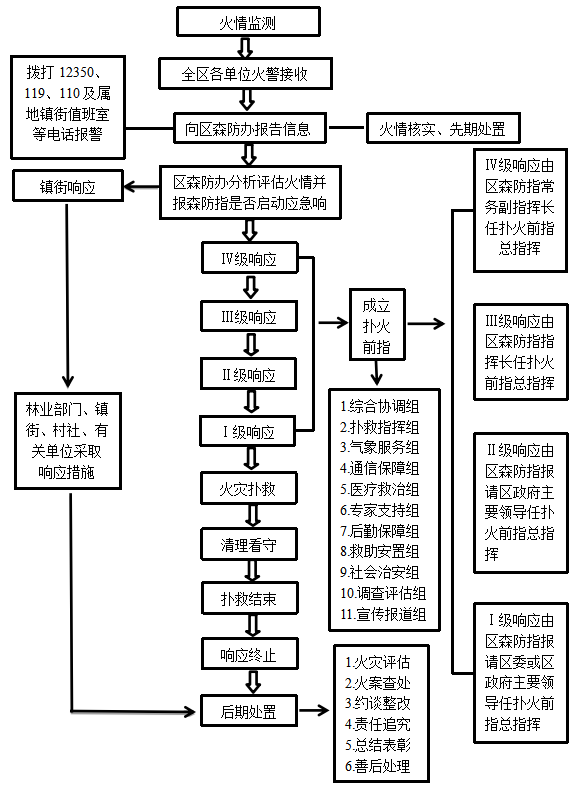 火情监测
全区各单位火警接收
拨打 12350、
119、110 及属
地镇街值班室
等电话报警
向区森防办报告信息
火情核实、先期处置
镇街响应
区森防办分析评估火情并
报森防指是否启动应急响
Ⅳ级响应
Ⅲ级响应
Ⅱ级响应
Ⅰ级响应
成立
扑火
前指
Ⅳ级响应由
区森防指常
务副指挥长
任扑火前指
总指挥
Ⅲ级响应由
区森防指指
挥长任扑火
前指总指挥
Ⅱ级响应由
区森防指报
请区政府主
要领导任扑
火前指总指
挥
Ⅰ级响应由
区森防指报
请区委或区
政府主要领
导任扑火前
指总指挥
林业部门、镇
街、村社、有
关单位采取
响应措施
1.综合协调组
2.扑救指挥组
3.气象服务组
4.通信保障组
5.医疗救治组
6.专家支持组
7.后勤保障组
8.救助安置组
9.社会治安组
10.调查评估组
11.宣传报道组
火灾扑救
清理看守
扑救结束
响应终止
后期处置
1.火灾评估
2.火案查处
3.约谈整改
4.责任追究
5.总结表彰
6.善后处理